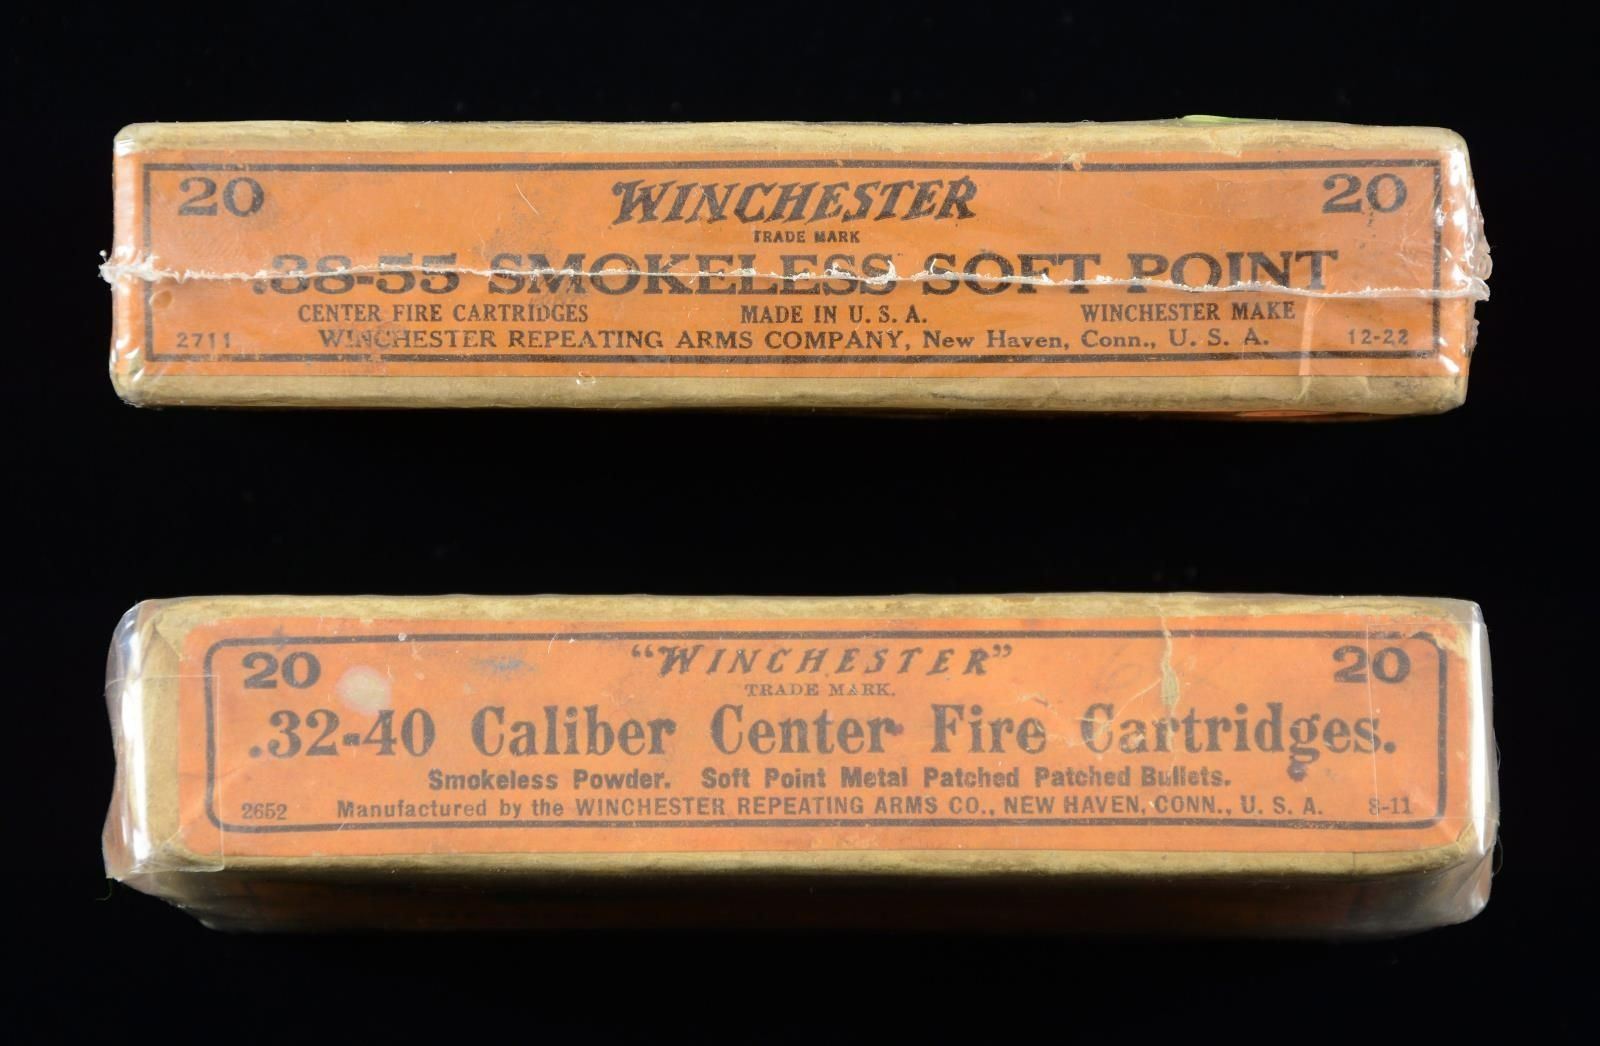 20 WINCHESTER 20
TRADE MARK
.38-55 SMOKELESS SOFT POINT
CENTER FIRE CARTRIDGES MADE IN U. S. A. WINCHESTER MAKE
2711 WINCHESTER REPEATING ARMS COMPANY, New Haven, Conn., U. S. A. 12-22
20 "WINCHESTER" 20
TRADE MARK.
.32-40 Caliber Center Fire Cartridges.
Smokeless Powder. Soft Point Metal Patched Patched Bullets.
2652 Manufactured by the WINCHESTER REPEATING ARMS CO., NEW HAVEN, CONN., U. S. A. 8-11